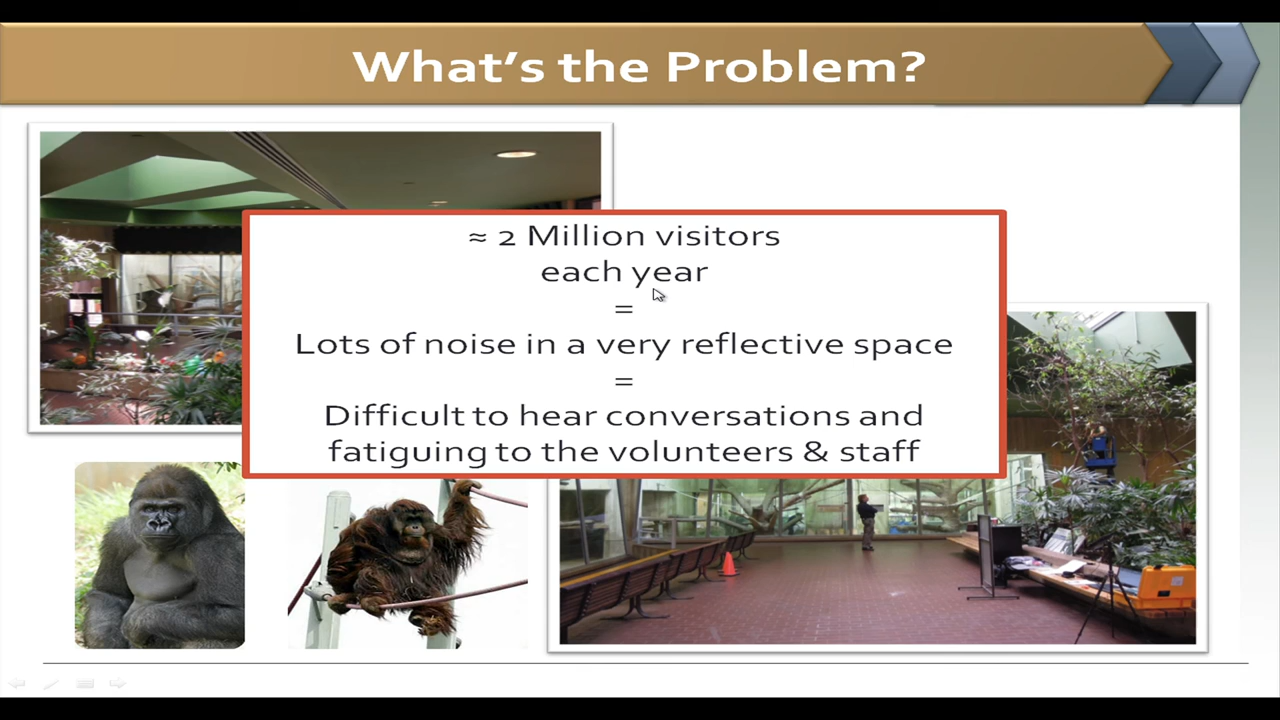 What's the Problem?
≈ 2 Million visitors
each year
=
Lots of noise in a very reflective space
=
Difficult to hear conversations and
fatiguing to the volunteers & staff